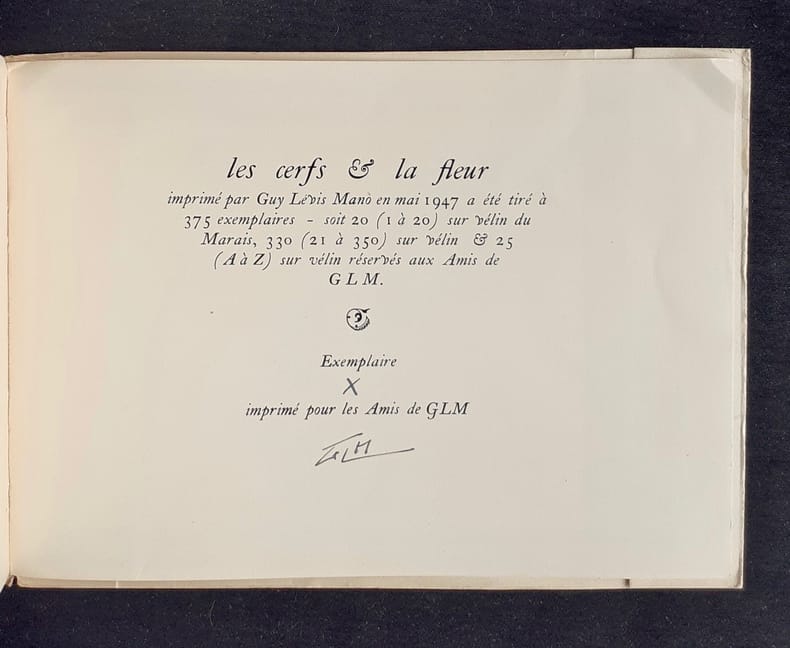 les cerfs & la fleur
imprimé par Guy Lévis Mano en mai 1947 a été tiré à
375 exemplaires - soit 20 (1 à 20) sur vélin du
Marais, 330 (21 à 350) sur vélin & 25
(A à Z) sur vélin réservés aux Amis de
GLM.
Exemplaire
X
imprimé pour les Amis de GLM
GLM